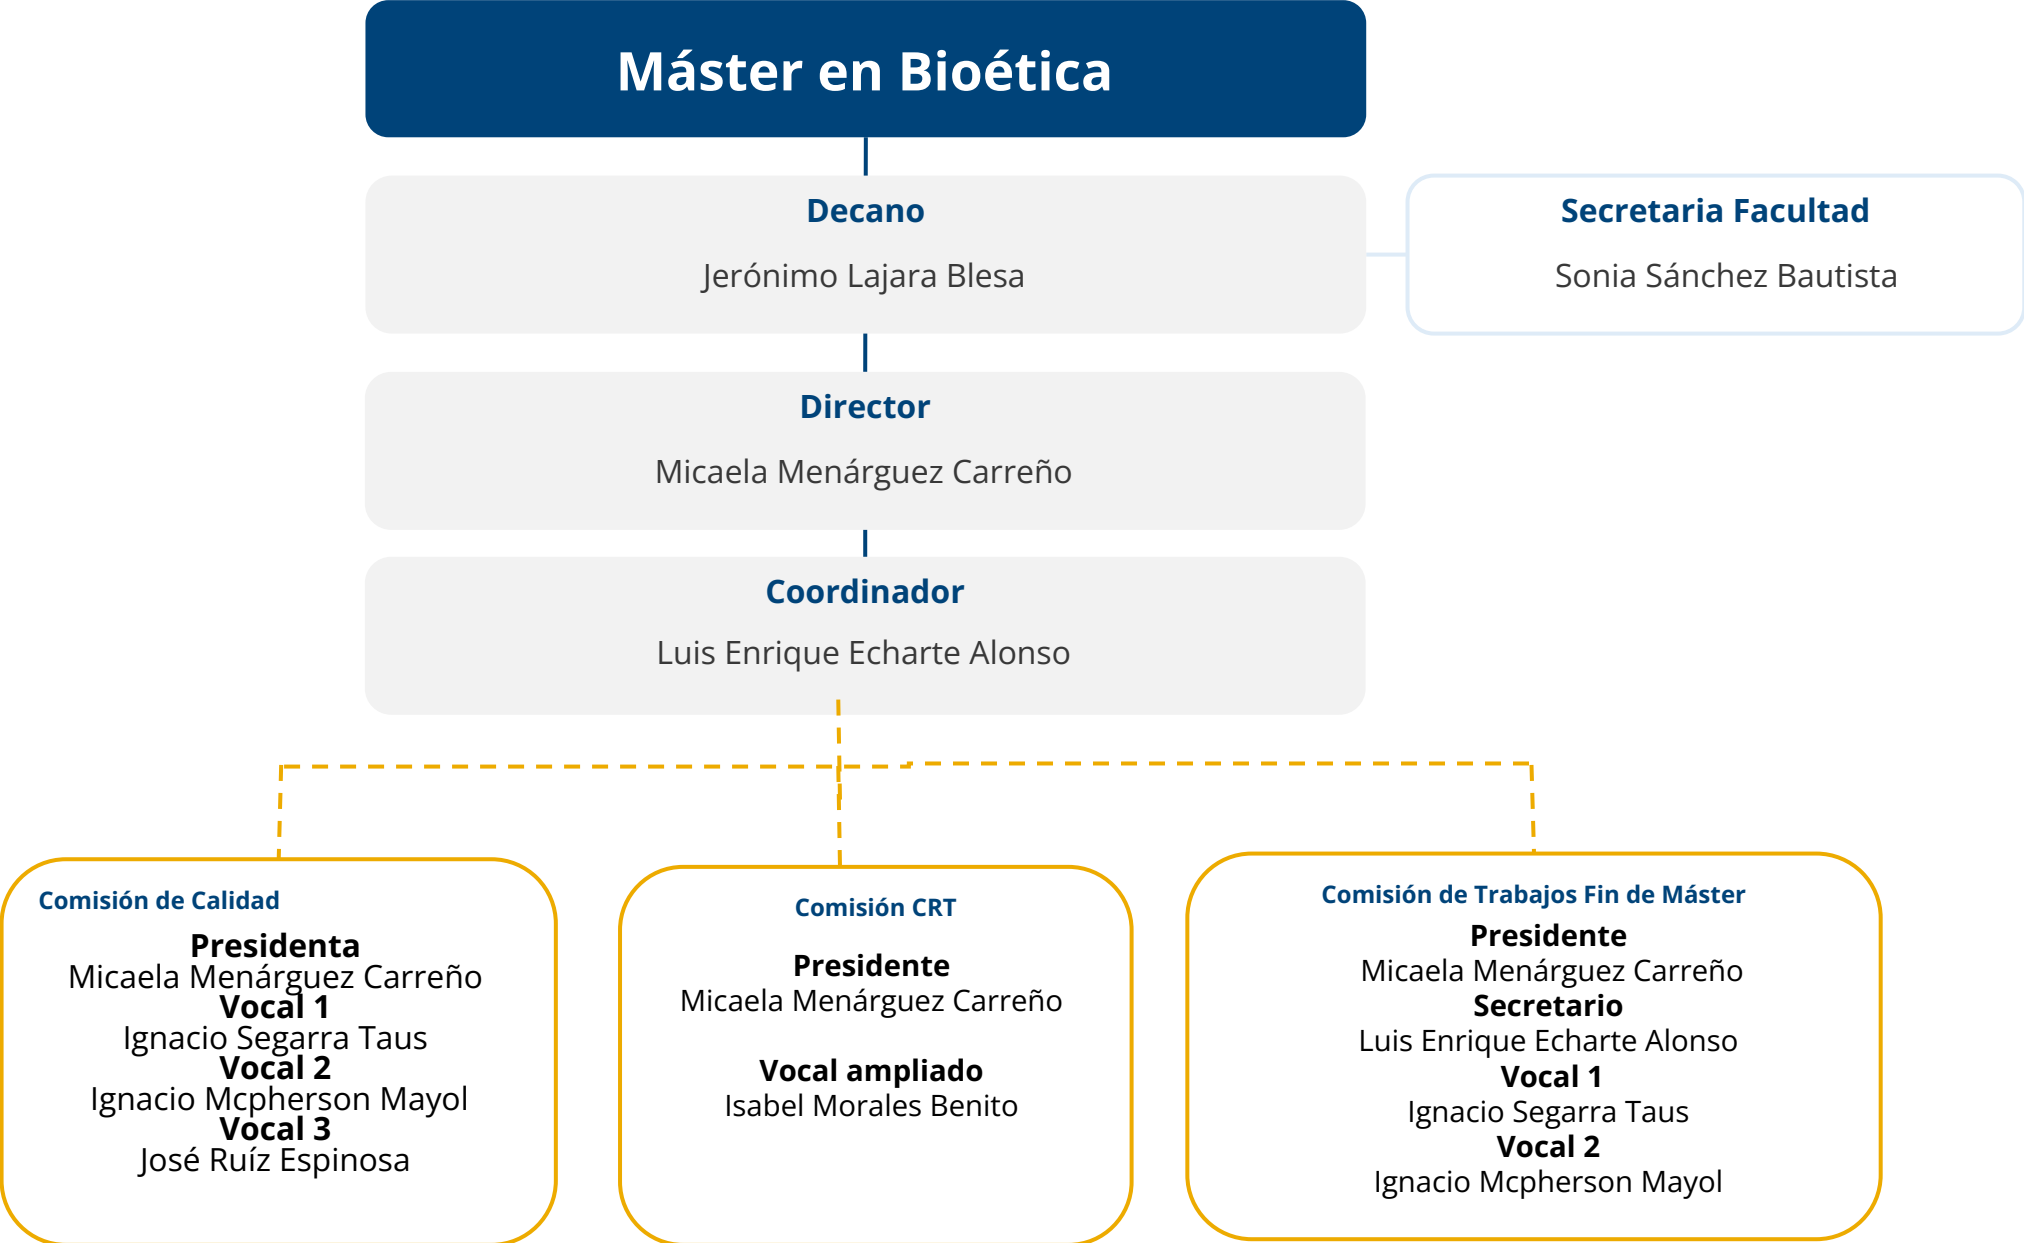 Máster en Bioética
Decano
Jerónimo Lajara Blesa
Secretaria Facultad
Sonia Sánchez Bautista
Director
Micaela Menárguez Carreño
Coordinador
Luis Enrique Echarte Alonso
Comisión de Calidad
Presidenta
Micaela Menárguez Carreño
Vocal 1
Ignacio Segarra Taus
Vocal 2
Ignacio Mcpherson Mayol
Vocal 3
José Ruíz Espinosa
Comisión CRT
Presidente
Micaela Menárguez Carreño
Vocal ampliado
Isabel Morales Benito
Comisión de Trabajos Fin de Máster
Presidente
Micaela Menárguez Carreño
Secretario
Luis Enrique Echarte Alonso
Vocal 1
Ignacio Segarra Taus
Vocal 2
Ignacio Mcpherson Mayol